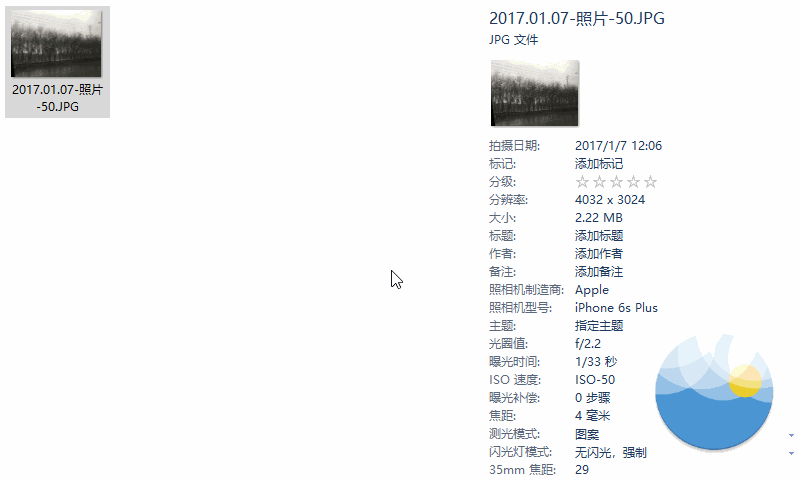 2017.01.07-照片
-50.JPG
2017.01.07-照片-50.JPG
JPG 文件
拍摄日期: 2017/1/7 12:06
标记: 添加标记
分级: ☆☆☆☆☆
分辨率: 4032 x 3024
大小: 2.22 MB
标题: 添加标题
作者: 添加作者
备注: 添加备注
照相机制造商: Apple
照相机型号: iPhone 6s Plus
主题: 指定主题
光圈值: f/2.2
曝光时间: 1/33 秒
ISO 速度: ISO-50
曝光补偿: 0 步骤
焦距: 4 毫米
测光模式: 图案
闪光灯模式: 无闪光，强制
35mm 焦距: 29